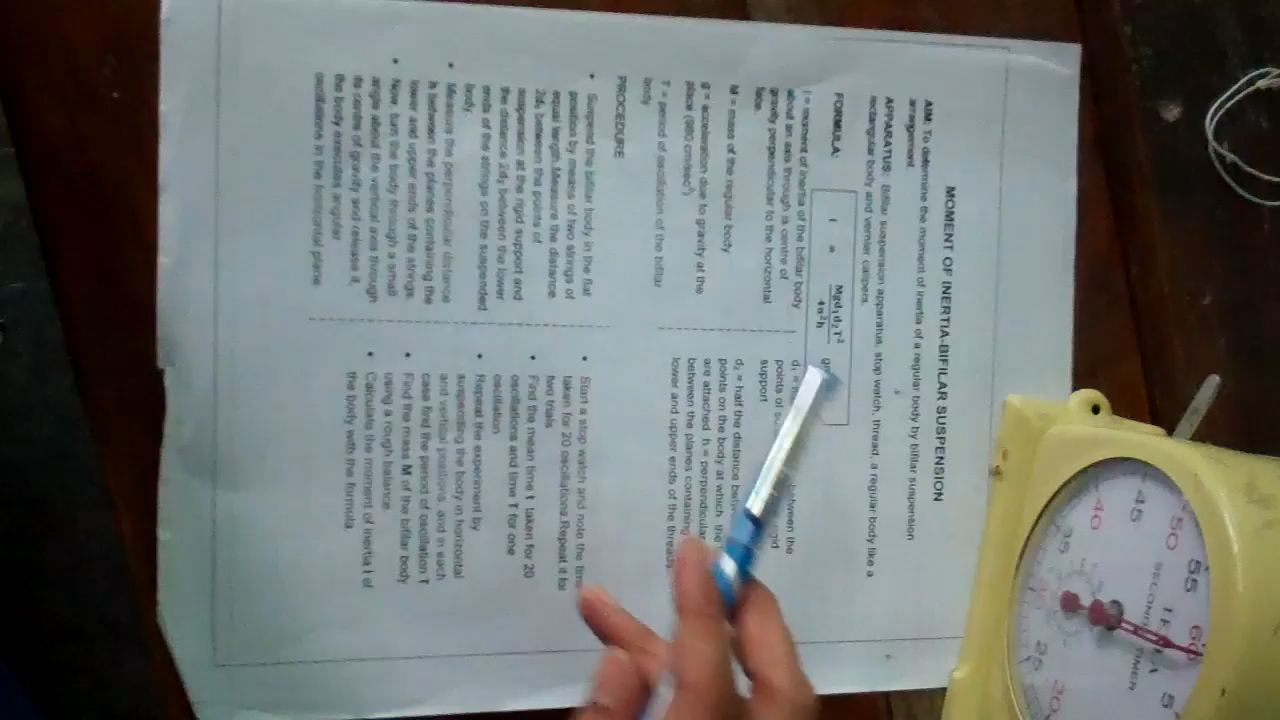 MOMENT OF INERTIA-BIFILAR SUSPENSION
AIM: To determine the moment of inertia of a regular body by bifilar suspension
arrangement
APPARATUS: Bifilar suspension apparatus, stop watch, thread, a regular body like a
rectangular body and vernier calipers.
FORMULA: I = Mgd₁d₂T² / 4π²h
I = moment of inertia of the bifilar body
about an axis through is centre of
gravity perpendicular to the horizontal
face.
M = mass of the regular body
g = acceleration due to gravity at the
place (980 cm/sec²)
T = period of oscillation of the bifilar
body
d₁ = between the
points of
support
d₂ = half the distance
points on the body at which the
are attached h = perpendicular
between the planes containing
lower and upper ends of the threads
PROCEDURE
• Suspend the bifilar body in the flat
position by means of two strings of
equal length. Measure the distance
2d₁ between the points of
suspension at the rigid support and
the distance 2d₂ between the lower
ends of the strings on the suspended
body.
• Measure the perpendicular distance
h between the planes containing the
lower and upper ends of the strings.
• Now, turn the body through a small
angle about the vertical axis through
its centre of gravity and release it,
the body executes angular
oscillations in the horizontal plane
• Start a stop watch and note the time
taken for 20 oscillations.Repeat it for
two trials
• Find the mean time t taken for 20
oscillations and time T for one
oscillation
• Repeat the experiment by
suspending the body in horizontal
and vertical positions and in each
case find the period of oscillation T
• Find the mass M of the bifilar body
using a rough balance.
• Calculate the moment of inertia I of
the body with the formula.
60
55
50
45
40
35
25
20
5
SECOND TIMER